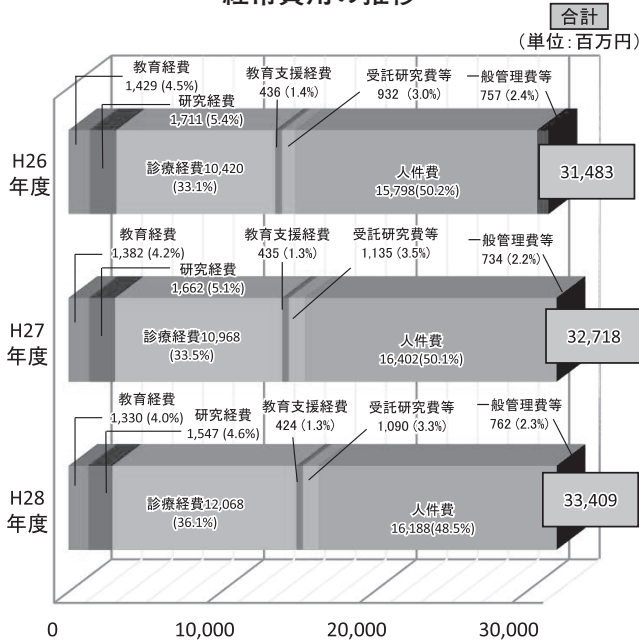 経常費用の推移
合計
(単位:百万円)
教育経費
1,429 (4.5%)
研究経費
1,711 (5.4%)
教育支援経費
436 (1.4%)
受託研究費等
932 (3.0%)
一般管理費等
757 (2.4%)
H26
年度
診療経費10,420
(33.1%)
人件費
15,798(50.2%)
31,483
教育経費
1,382 (4.2%)
研究経費
1,662 (5.1%)
教育支援経費
435 (1.3%)
受託研究費等
1,135 (3.5%)
一般管理費等
734 (2.2%)
H27
年度
診療経費10,968
(33.5%)
人件費
16,402(50.1%)
32,718
教育経費
1,330 (4.0%)
研究経費
1,547 (4.6%)
教育支援経費
424 (1.3%)
受託研究費等
1,090 (3.3%)
一般管理費等
762 (2.3%)
H28
年度
診療経費12,068
(36.1%)
人件費
16,188(48.5%)
33,409
0 10,000 20,000 30,000